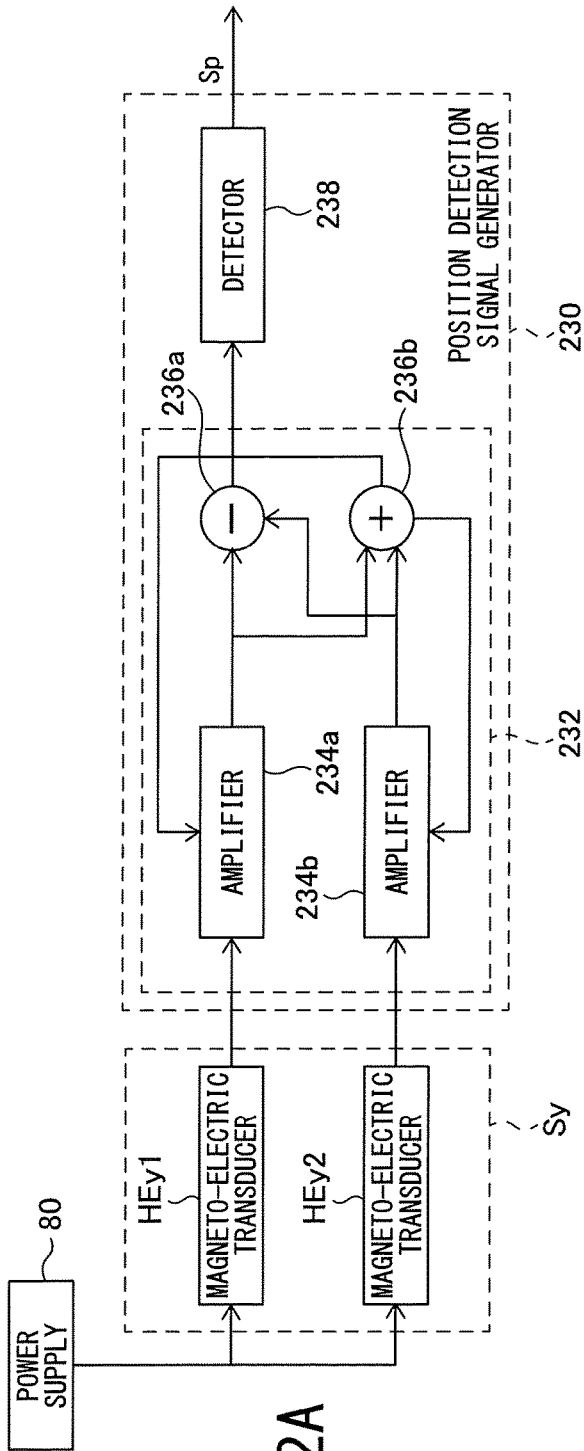 80
POWER
SUPPLY
HEy1
MAGNETO-ELECTRIC
TRANSDUCER
HEy2
MAGNETO-ELECTRIC
TRANSDUCER
Sy
AMPLIFIER
234a
234b
AMPLIFIER
232
236a
−
236b
+
DETECTOR
238
POSITION DETECTION
SIGNAL GENERATOR
230
Sp
2A